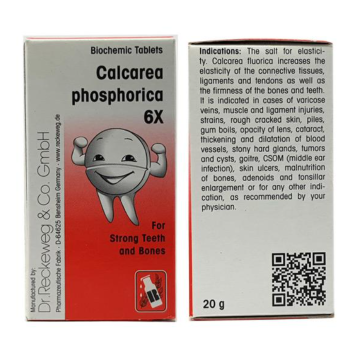 Biochemic Tablets
Calcarea
phosphorica
6X
For
Strong Teeth
and Bones
Manufactured by:
Dr. Reckeweg & Co. GmbH
Pharmazeutische Fabrik · D-64625 Bensheim Germany · www.reckeweg.de
Indications: The salt for elastici-
ty. Calcarea fluorica increases the
elasticity of the connective tissues,
ligaments and tendons as well as
the firmness of the bones and teeth.
It is indicated in cases of varicose
veins, muscle and ligament injuries,
strains, rough cracked skin, piles,
gum boils, opacity of lens, cataract,
thickening and dilatation of blood
vessels, stony hard glands, tumors
and cysts, goitre, CSOM (middle ear
infection), skin ulcers, malnutrition
of bones, adenoids and tonsillar
enlargement or for any other indi-
cation, as recommended by your
physician.
20 g